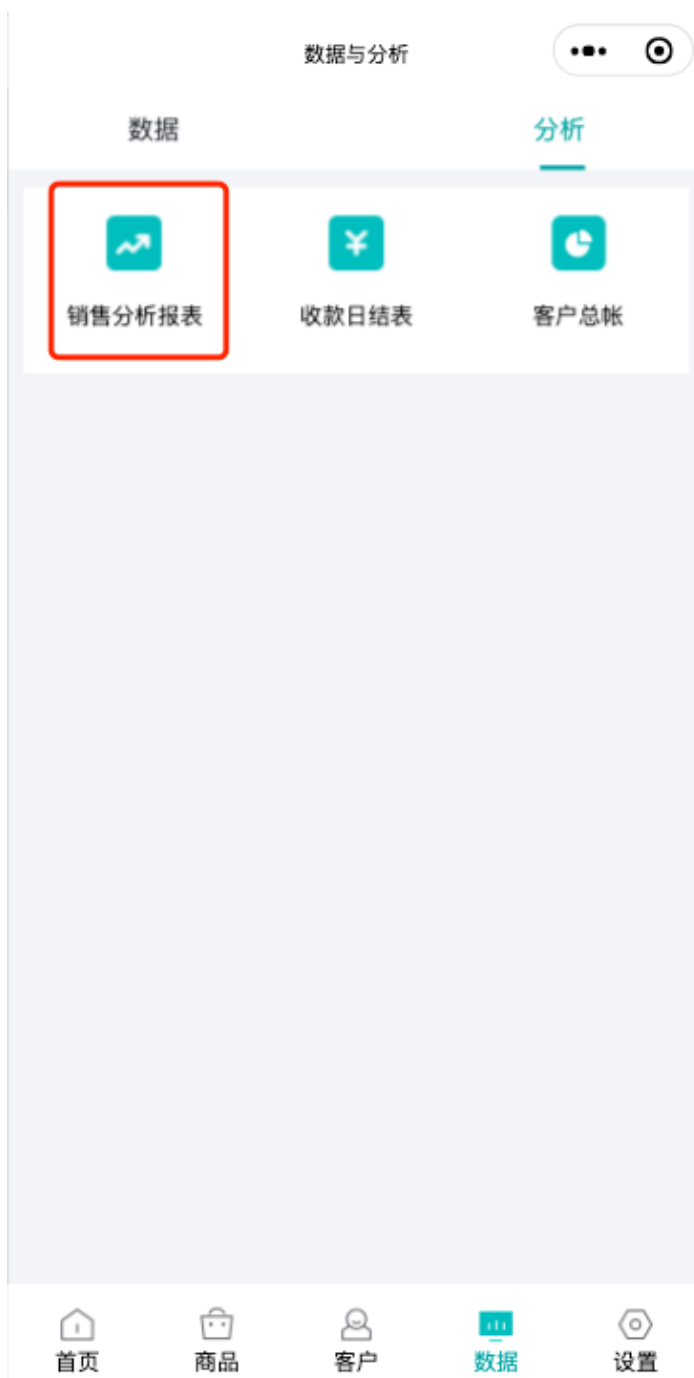 数据与分析
数据 分析
销售分析报表 收款日结表 客户总帐
首页 商品 客户 数据 设置